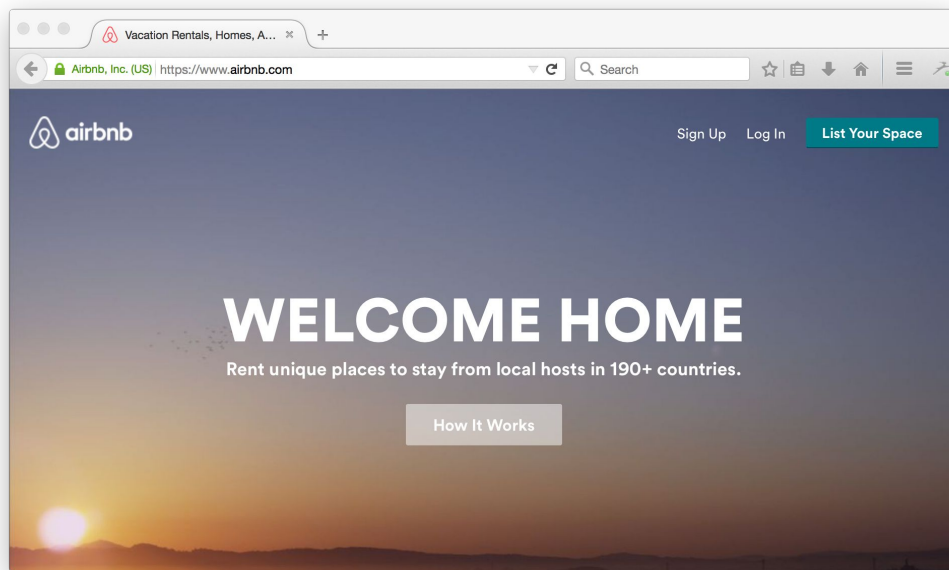 Vacation Rentals, Homes, A...
Airbnb, Inc. (US) https://www.airbnb.com
Search
airbnb
Sign Up Log In List Your Space
WELCOME HOME
Rent unique places to stay from local hosts in 190+ countries.
How It Works